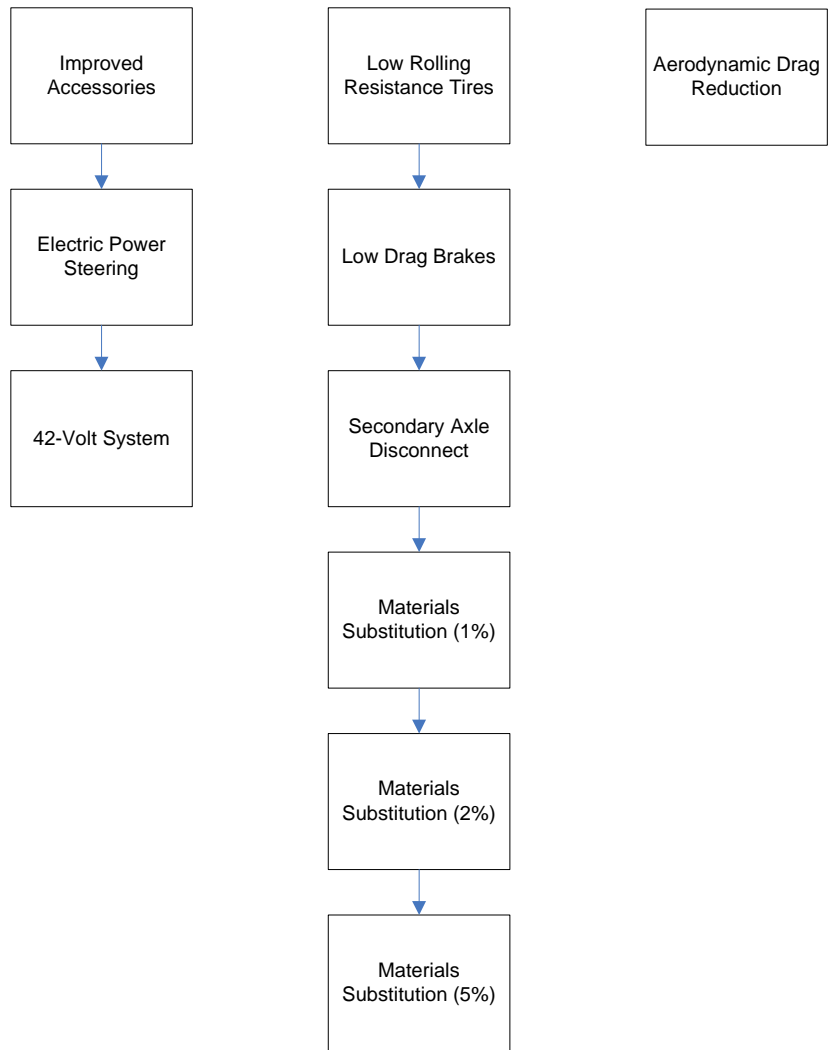 Improved
Accessories
Electric Power
Steering
42-Volt System
Low Rolling
Resistance Tires
Low Drag Brakes
Secondary Axle
Disconnect
Materials
Substitution (1%)
Materials
Substitution (2%)
Materials
Substitution (5%)
Aerodynamic Drag
Reduction